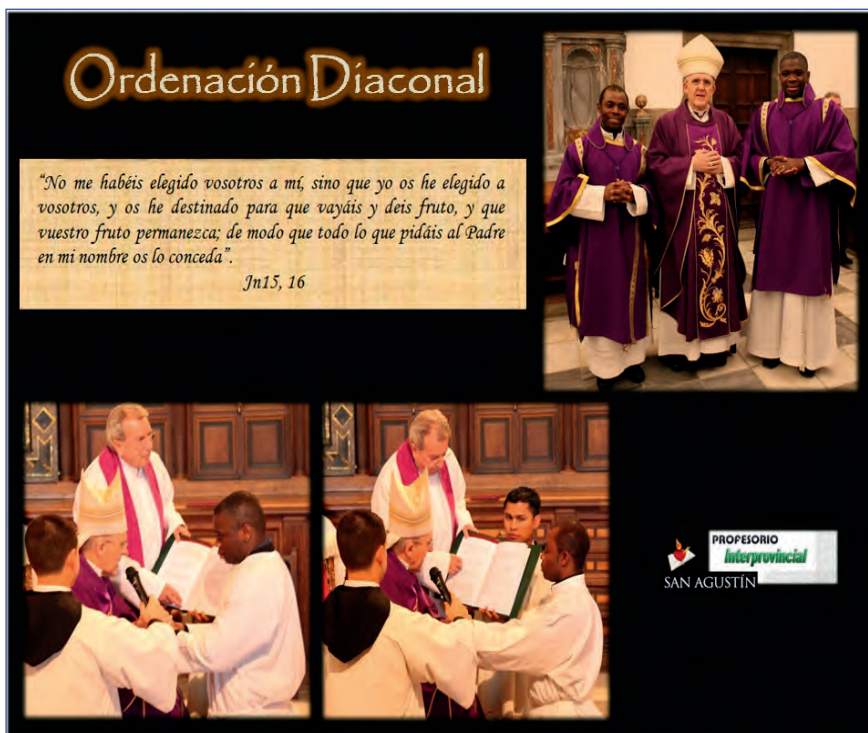 Ordenación Diaconal
“No me habéis elegido vosotros a mí, sino que yo os he elegido a
vosotros, y os he destinado para que vayáis y deis fruto, y que
vuestro fruto permanezca; de modo que todo lo que pidáis al Padre
en mi nombre os lo conceda”.
Jn15, 16
PROFESORIO
Interprovincial
SAN AGUSTÍN